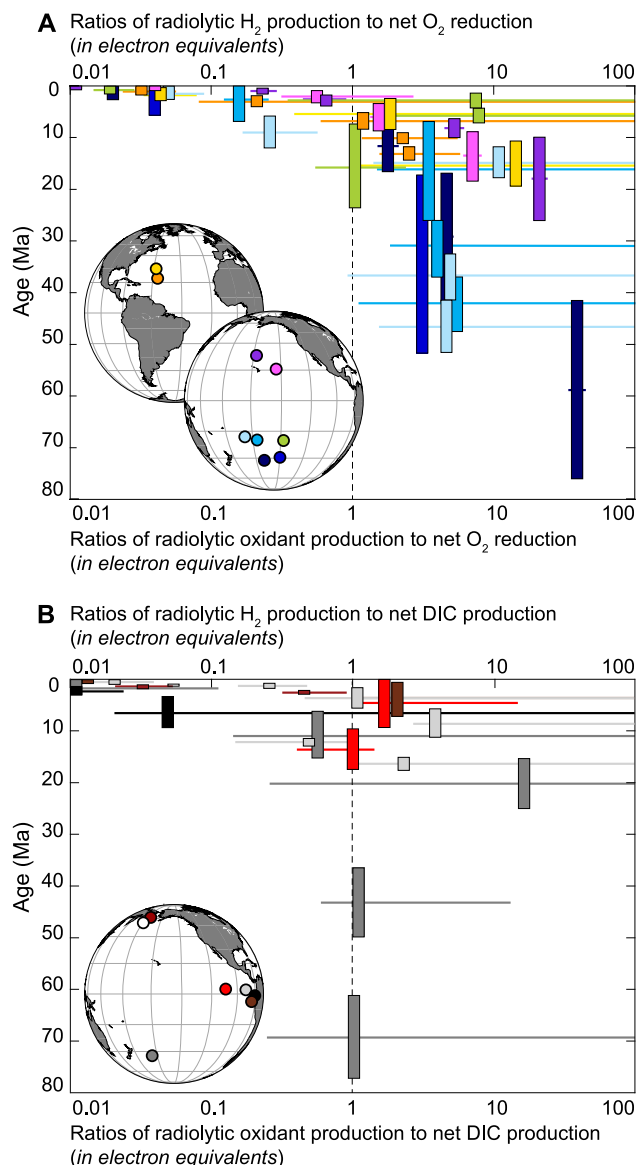 A Ratios of radiolytic H₂ production to net O₂ reduction
(in electron equivalents)
0.01 0.1 1 10 100
0
10
20
30
40
50
60
70
80
Age (Ma)
0.01 0.1 1 10 100
Ratios of radiolytic oxidant production to net O₂ reduction
(in electron equivalents)
B Ratios of radiolytic H₂ production to net DIC production
(in electron equivalents)
0.01 0.1 1 10 100
0
10
20
30
40
50
60
70
80
Age (Ma)
0.01 0.1 1 10 100
Ratios of radiolytic oxidant production to net DIC production
(in electron equivalents)